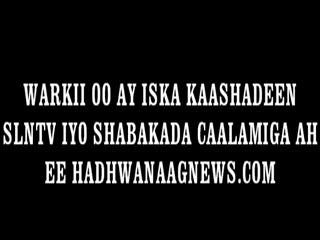 WARKII OO AY ISKA KAASHADEEN
SLNTV IYO SHABAKADA CAALAMIGA AH
EE HADHWANAAGNEWS.COM